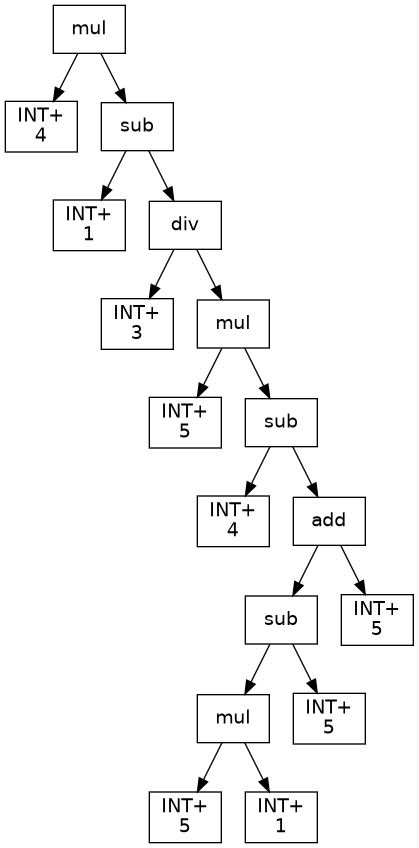 mul
INT+
4
sub
INT+
1
div
INT+
3
mul
INT+
5
sub
INT+
4
add
sub
INT+
5
mul
INT+
5
INT+
5
INT+
1